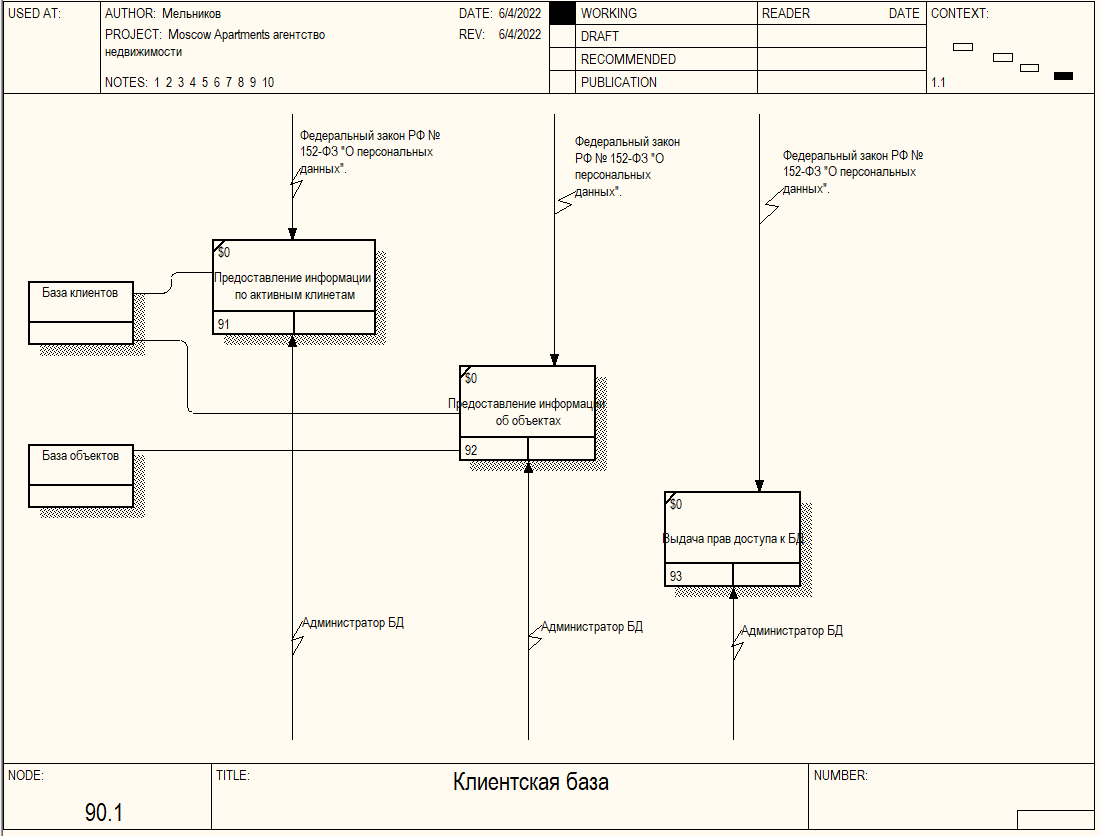 USED AT:
AUTHOR: Мельников
DATE: 6/4/2022
WORKING
READER
DATE
CONTEXT:
PROJECT: Moscow Apartments агентство
недвижимости
REV: 6/4/2022
DRAFT
RECOMMENDED
NOTES: 1 2 3 4 5 6 7 8 9 10
PUBLICATION
1.1
Федеральный закон РФ №
152-ФЗ "О персональных
данных".
Федеральный закон
РФ № 152-ФЗ "О
персональных
данных".
Федеральный закон РФ №
152-ФЗ "О персональных
данных".
$0
Предоставление информации
по активным клинетам
91
База клиентов
$0
Предоставление информации
об объектах
92
База объектов
$0
Выдача прав доступа к БД
93
Администратор БД
Администратор БД
Администратор БД
NODE:
90.1
TITLE:
Клиентская база
NUMBER: